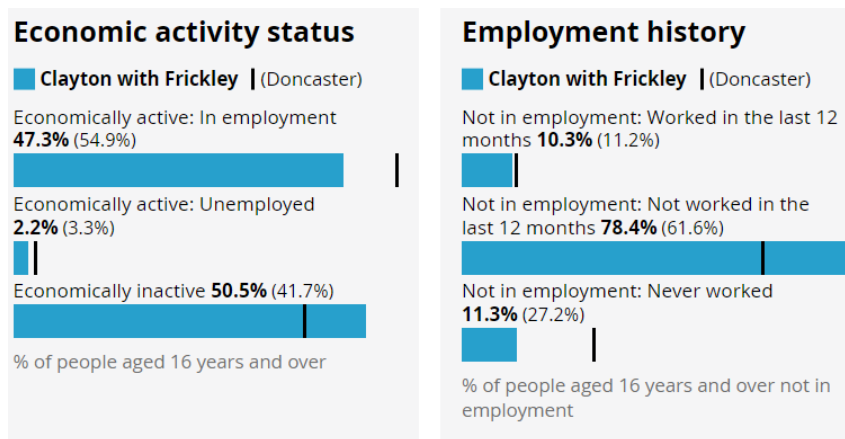 Economic activity status
Clayton with Frickley (Doncaster)
Economically active: In employment
47.3% (54.9%)
Economically active: Unemployed
2.2% (3.3%)
Economically inactive 50.5% (41.7%)
% of people aged 16 years and over
Employment history
Clayton with Frickley (Doncaster)
Not in employment: Worked in the last 12
months 10.3% (11.2%)
Not in employment: Not worked in the
last 12 months 78.4% (61.6%)
Not in employment: Never worked
11.3% (27.2%)
% of people aged 16 years and over not in
employment